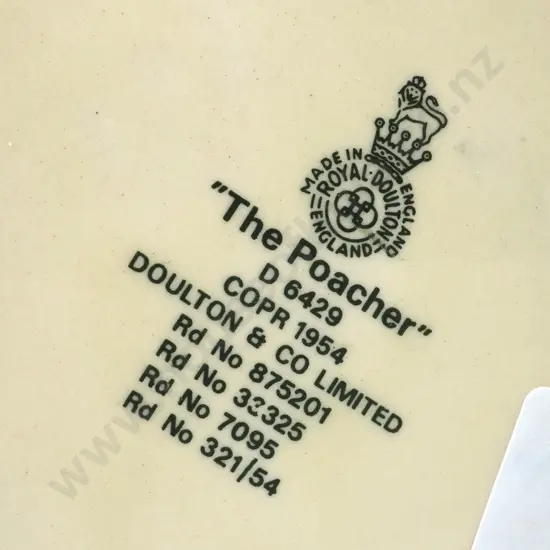 MADE IN ENGLAND
ROYAL·DOULTON
ENGLAND
"The Poacher"
D 6429
COPR 1954
DOULTON & CO LIMITED
Rd No 875201
Rd No 33325
Rd No 7095
Rd No 321/54